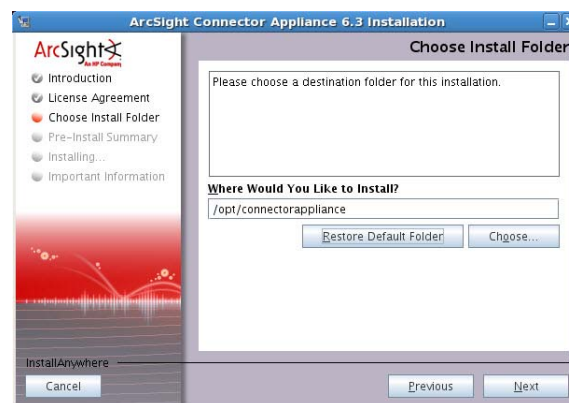 ArcSight Connector Appliance 6.3 Installation
ArcSight
An HP Company
Choose Install Folder
Introduction
License Agreement
Choose Install Folder
Pre-Install Summary
Installing...
Important Information
Please choose a destination folder for this installation.
Where Would You Like to Install?
/opt/connectorappliance
Restore Default Folder
Choose...
InstallAnywhere
Cancel
Previous
Next